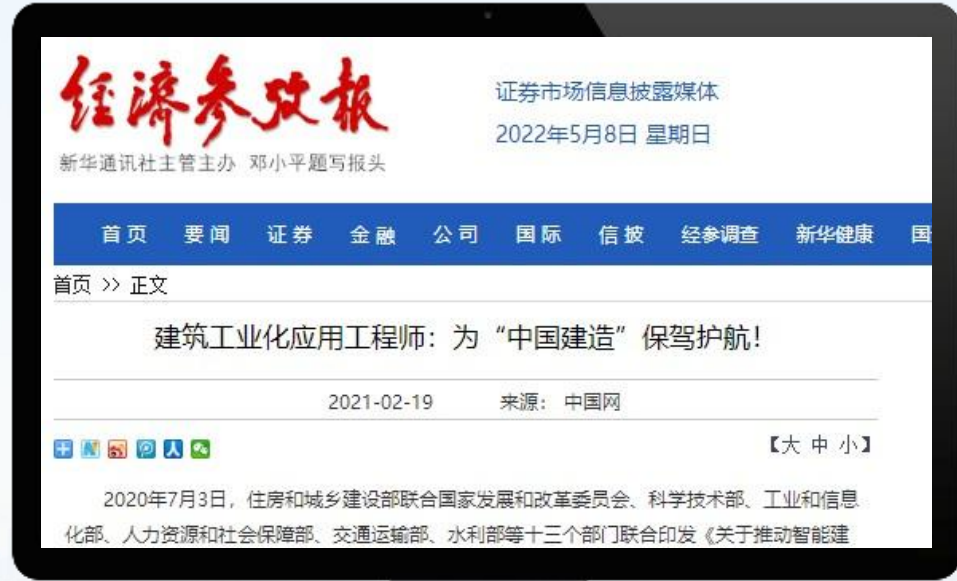 经济参考报
证券市场信息披露媒体
2022年5月8日 星期日
新华通讯社主管主办 邓小平题写报头
首页 要闻 证券 金融 公司 国际 信披 经参调查 新华健康 国
首页 >> 正文
建筑工业化应用工程师：为“中国建造”保驾护航！
2021-02-19 来源： 中国网
【大 中 小】
2020年7月3日，住房和城乡建设部联合国家发展和改革委员会、科学技术部、工业和信息
化部、人力资源和社会保障部、交通运输部、水利部等十三个部门联合印发《关于推动智能建